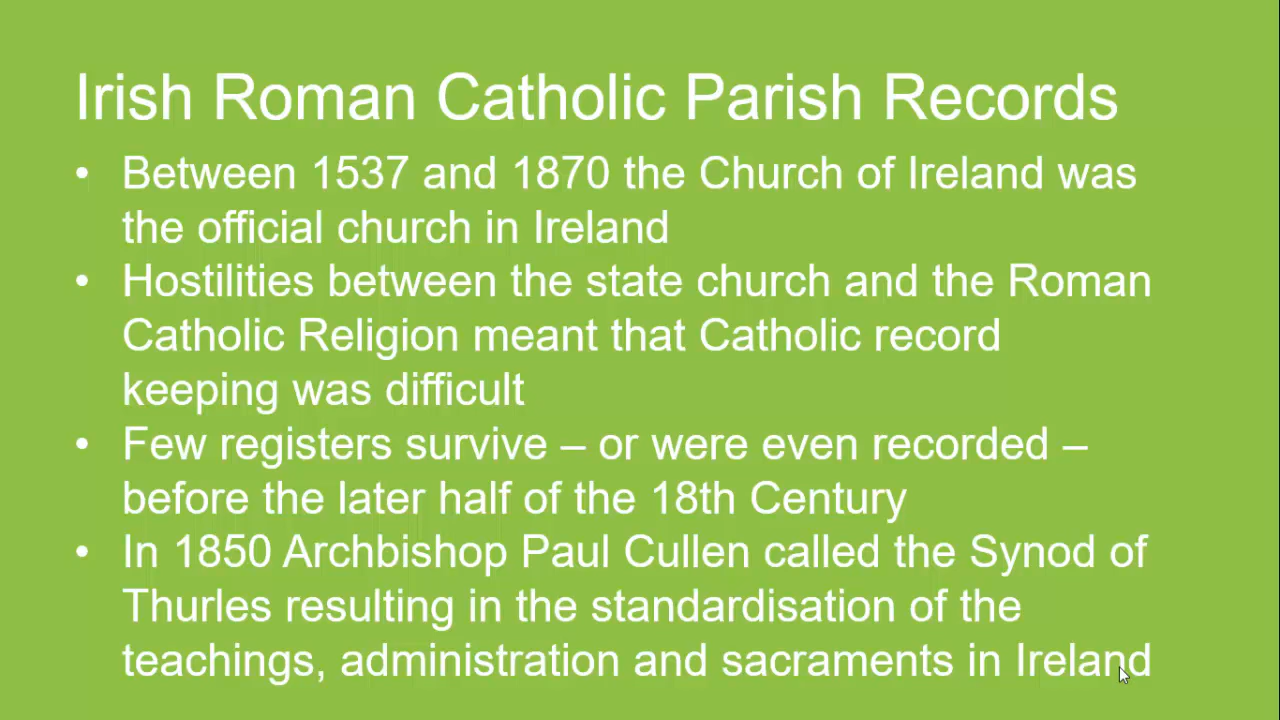 Irish Roman Catholic Parish Records
• Between 1537 and 1870 the Church of Ireland was
the official church in Ireland
• Hostilities between the state church and the Roman
Catholic Religion meant that Catholic record
keeping was difficult
• Few registers survive – or were even recorded –
before the later half of the 18th Century
• In 1850 Archbishop Paul Cullen called the Synod of
Thurles resulting in the standardisation of the
teachings, administration and sacraments in Ireland